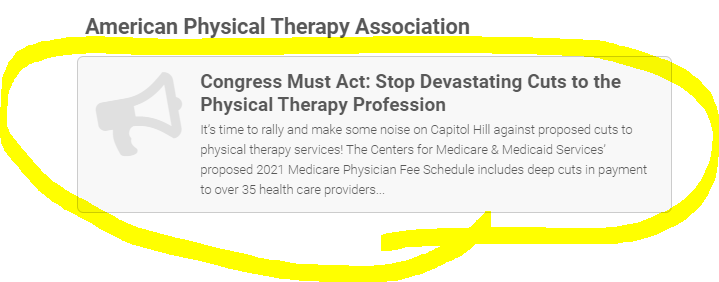 American Physical Therapy Association
Congress Must Act: Stop Devastating Cuts to the
Physical Therapy Profession
It's time to rally and make some noise on Capitol Hill against proposed cuts to
physical therapy services! The Centers for Medicare & Medicaid Services'
proposed 2021 Medicare Physician Fee Schedule includes deep cuts in payment
to over 35 health care providers...